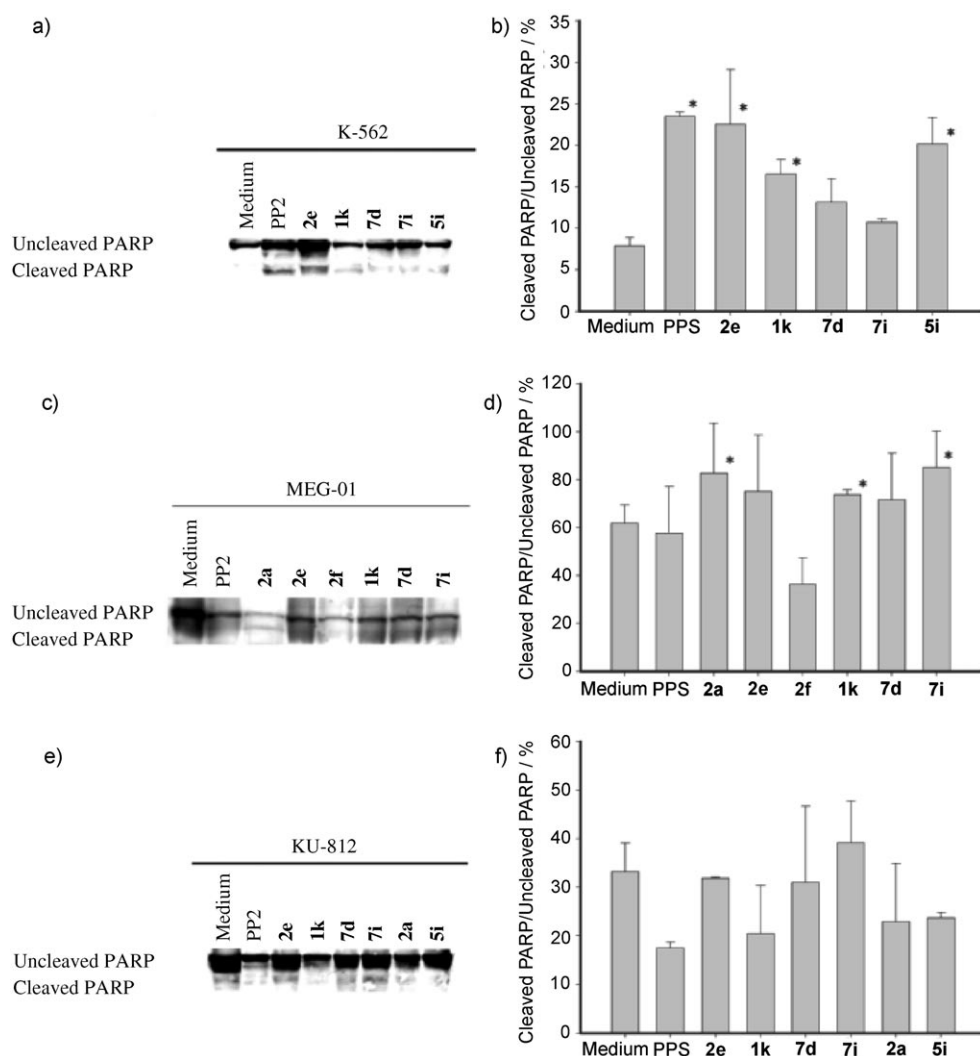 a)
K-562
Medium
PP2
2e
1k
7d
7i
5i
Uncleaved PARP
Cleaved PARP
b)
Cleaved PARP/Uncleaved PARP / %
35
30
25
20
15
10
5
0
*
*
*
*
Medium PPS 2e 1k 7d 7i 5i
c)
MEG-01
Medium
PP2
2a
2e
2f
1k
7d
7i
Uncleaved PARP
Cleaved PARP
d)
Cleaved PARP/Uncleaved PARP / %
120
100
80
60
40
20
0
*
*
*
Medium PPS 2a 2e 2f 1k 7d 7i
e)
KU-812
Medium
PP2
2e
1k
7d
7i
2a
5i
Uncleaved PARP
Cleaved PARP
f)
Cleaved PARP/Uncleaved PARP / %
60
50
40
30
20
10
0
Medium PPS 2e 1k 7d 7i 2a 5i